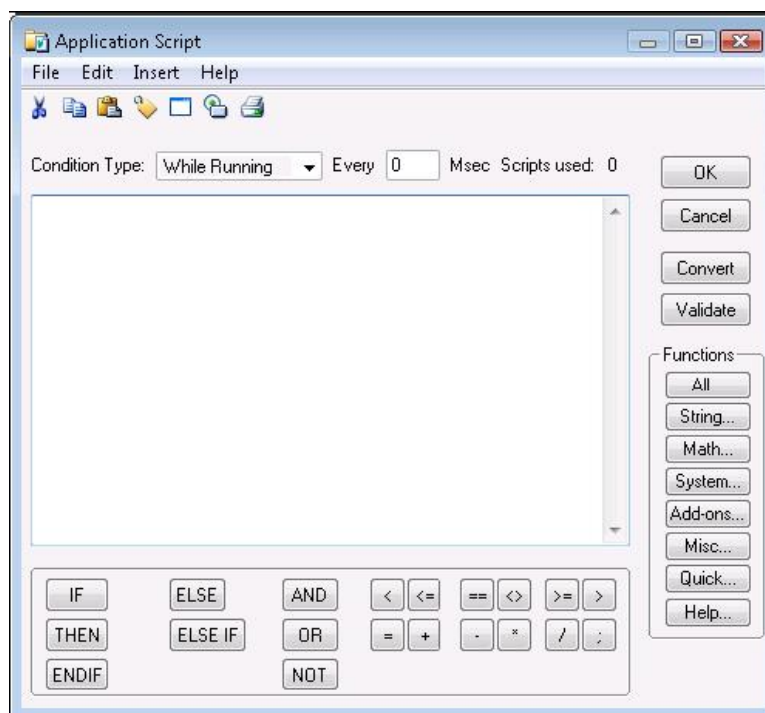 Application Script
File Edit Insert Help
Condition Type: While Running Every 0 Msec Scripts used: 0
OK
Cancel
Convert
Validate
Functions
All
String...
Math...
System...
Add-ons...
Misc...
Quick...
Help...
IF ELSE AND < <= == <> >= >
THEN ELSE IF OR = + - * / ;
ENDIF NOT